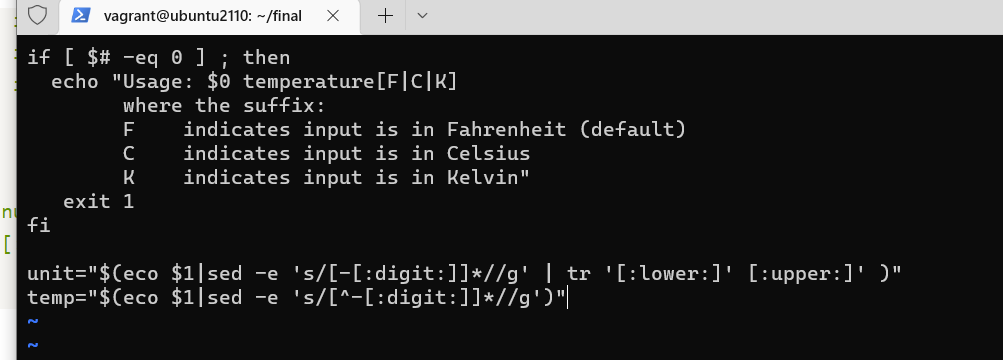 vagrant@ubuntu2110: ~/final
if [ $# -eq 0 ] ; then
  echo "Usage: $0 temperature[F|C|K]
        where the suffix:
        F    indicates input is in Fahrenheit (default)
        C    indicates input is in Celsius
        K    indicates input is in Kelvin"
   exit 1
fi

unit="$(eco $1|sed -e 's/[-[:digit:]]*//g' | tr '[:lower:]' [:upper:]' )"
temp="$(eco $1|sed -e 's/[^-[:digit:]]*//g')"
~
~